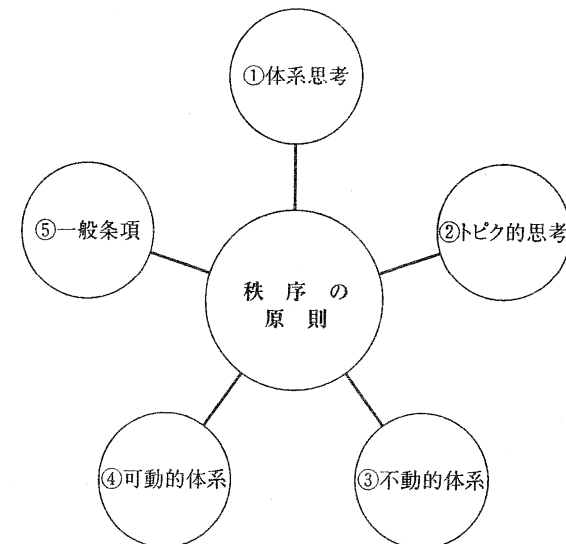 ①体系思考
⑤一般条項
②トピク的思考
秩序の
原則
④可動的体系
③不動的体系